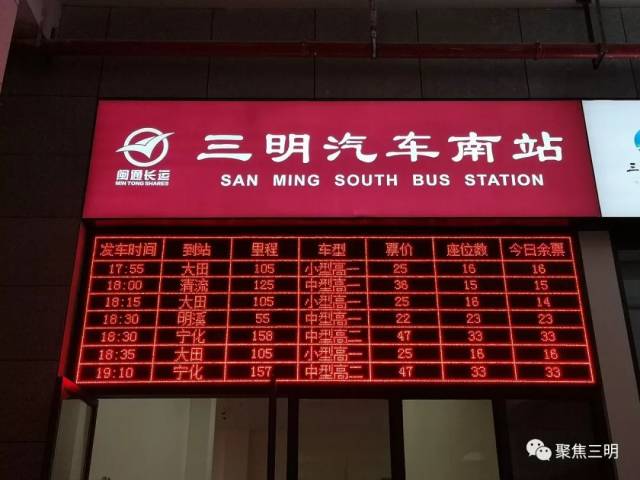 三明汽车南站
闽通长运
MIN TONG SHARES
SAN MING SOUTH BUS STATION
发车时间 到站 里程 车型 票价 座位数 今日余票
17:55 大田 105 小型高一 25 16 16
18:00 清流 125 中型高一 36 15 15
18:15 大田 105 小型高一 25 16 14
18:30 明溪 55 中型高一 22 23 23
18:30 宁化 158 中型高二 47 33 33
18:35 大田 105 小型高一 25 16 16
19:10 宁化 157 中型高二 47 33 33
三
聚焦三明